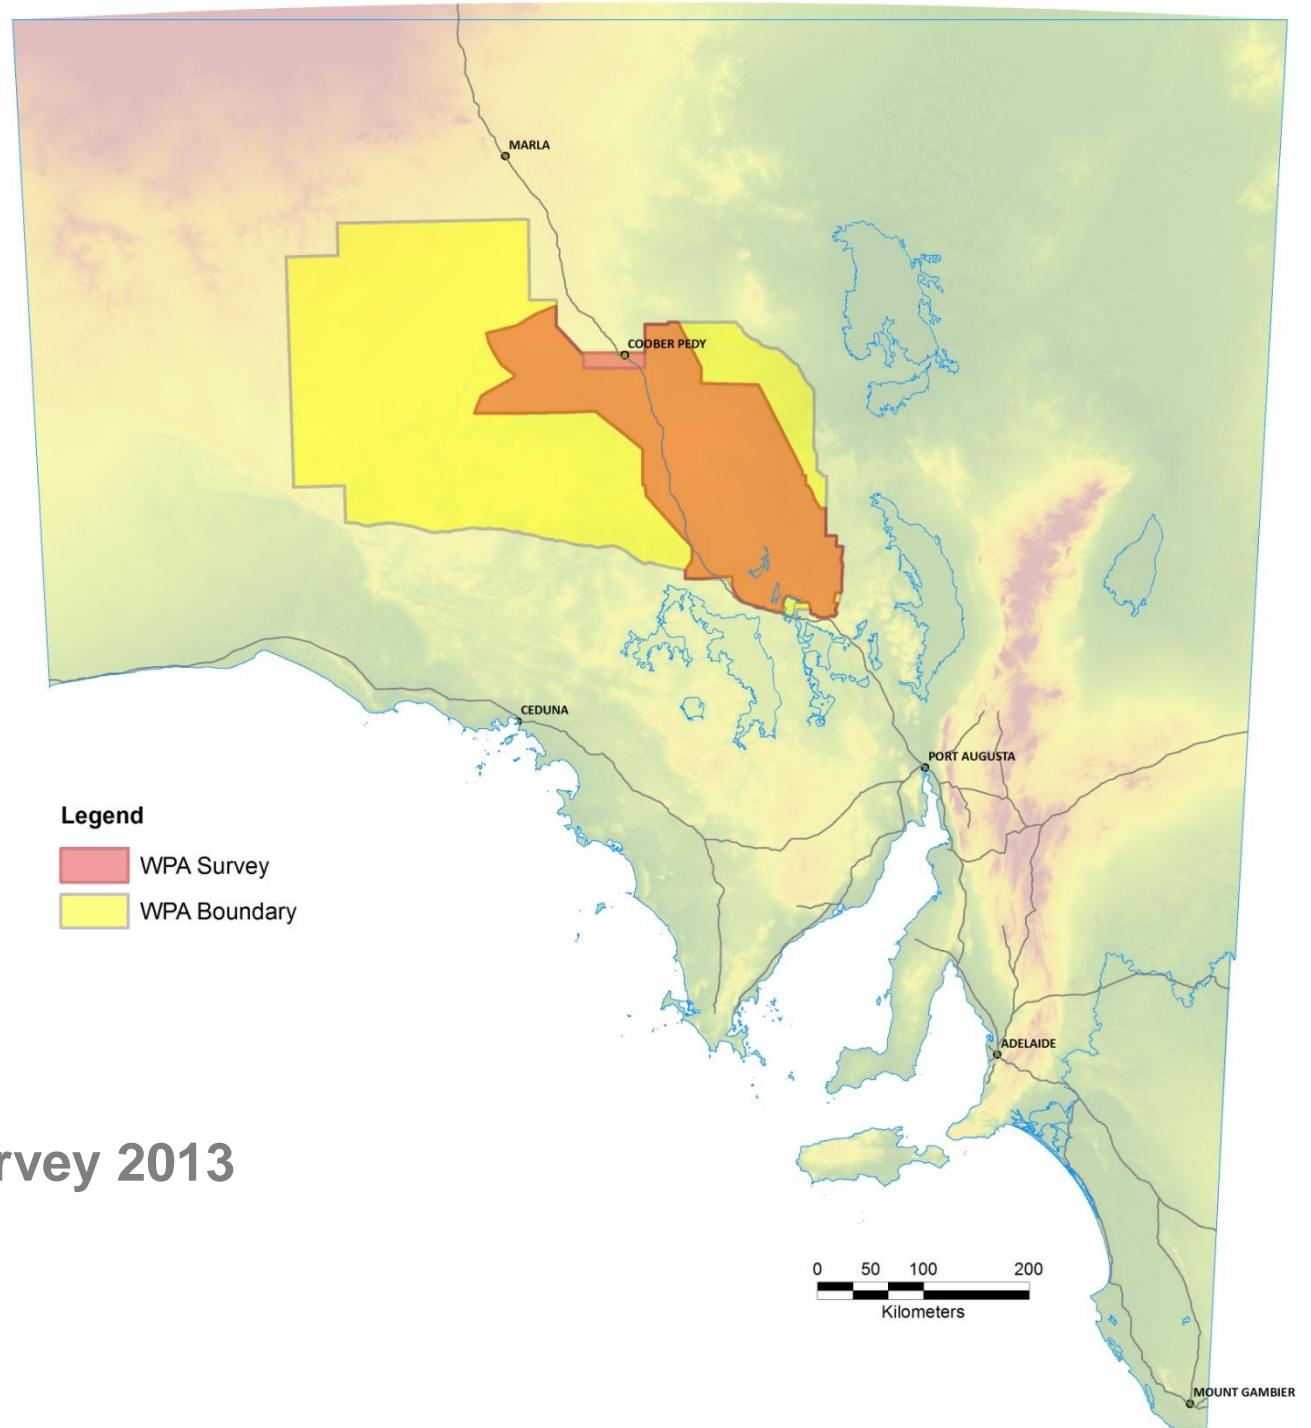 MARLA
COOBER PEDY
CEDUNA
PORT AUGUSTA
Legend
WPA Survey
WPA Boundary
ADELAIDE
rvey 2013
0 50 100 200
Kilometers
MOUNT GAMBIER